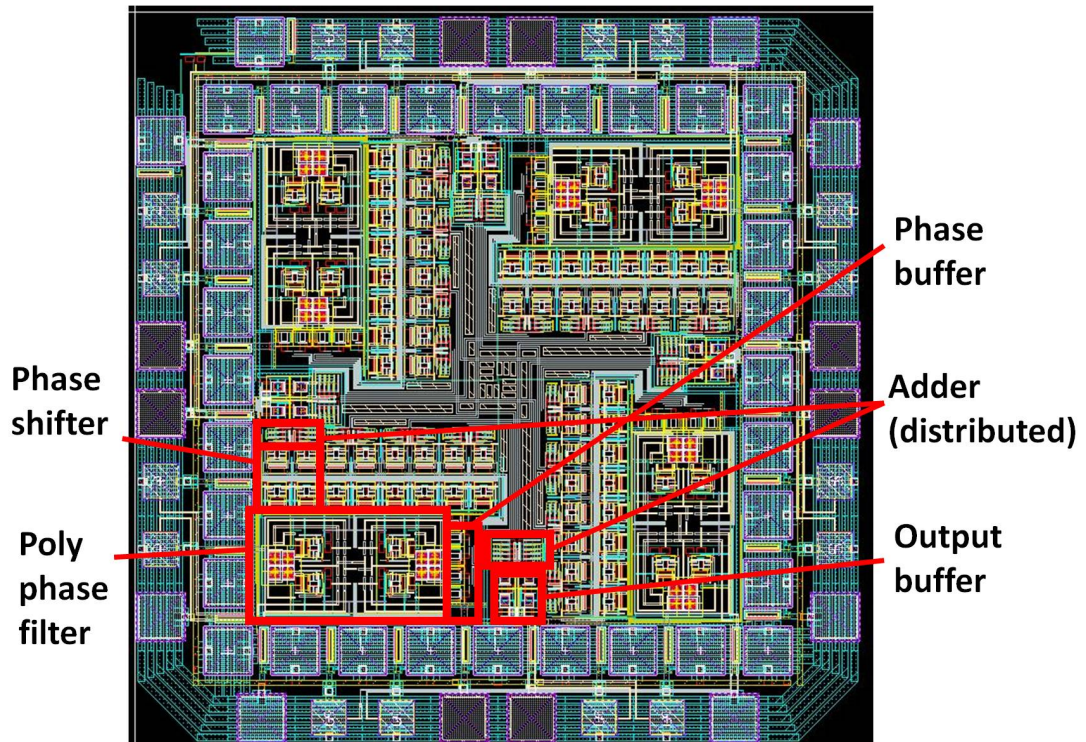 Phase
buffer
Phase
shifter
Adder
(distributed)
Poly
phase
filter
Output
buffer